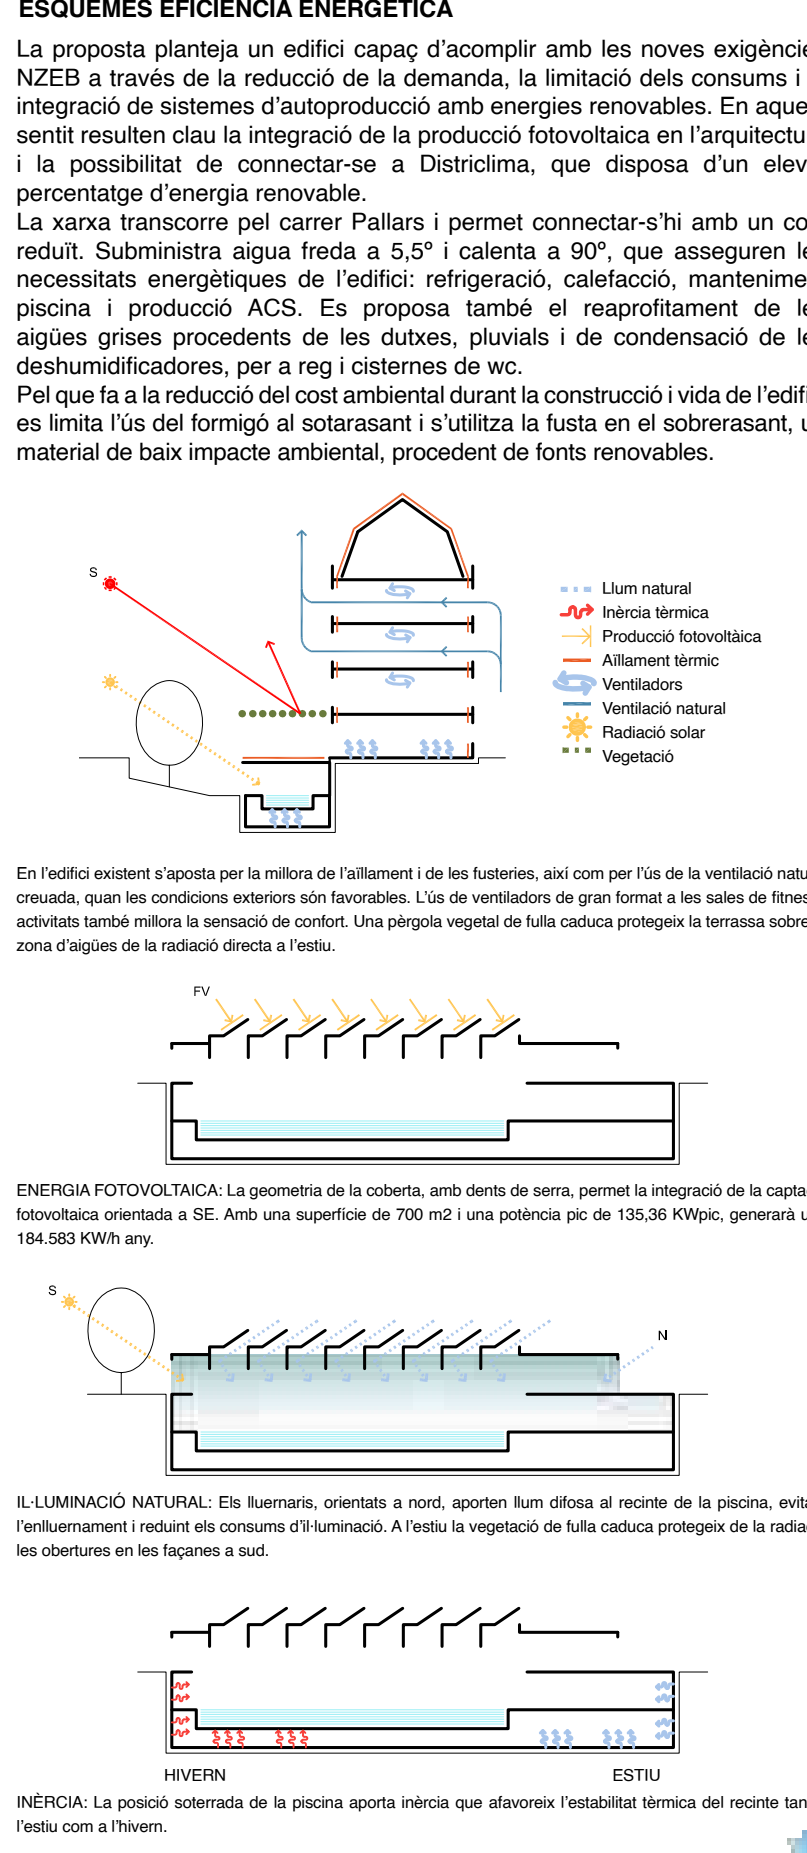 ESQUEMES EFICIÈNCIA ENERGÈTICA
La proposta planteja un edifici capaç d’acomplir amb les noves exigèncie
NZEB a través de la reducció de la demanda, la limitació dels consums i
integració de sistemes d’autoproducció amb energies renovables. En aque
sentit resulten clau la integració de la producció fotovoltaica en l’arquitectu
i la possibilitat de connectar-se a Districlima, que disposa d’un elev
percentatge d’energia renovable.
La xarxa transcorre pel carrer Pallars i permet connectar-s’hi amb un co
reduït. Subministra aigua freda a 5,5º i calenta a 90º, que asseguren le
necessitats energètiques de l’edifici: refrigeració, calefacció, mantenime
piscina i producció ACS. Es proposa també el reaprofitament de le
aigües grises procedents de les dutxes, pluvials i de condensació de le
deshumidificadores, per a reg i cisternes de wc.
Pel que fa a la reducció del cost ambiental durant la construcció i vida de l’edifi
es limita l’ús del formigó al sotarasant i s’utilitza la fusta en el sobrerasant, u
material de baix impacte ambiental, procedent de fonts renovables.
S
Llum natural
Inèrcia tèrmica
Producció fotovoltàica
Aïllament tèrmic
Ventiladors
Ventilació natural
Radiació solar
Vegetació
En l’edifici existent s’aposta per la millora de l’aïllament i de les fusteries, així com per l’ús de la ventilació natu
creuada, quan les condicions exteriors són favorables. L’ús de ventiladors de gran format a les sales de fitnes
activitats també millora la sensació de confort. Una pèrgola vegetal de fulla caduca protegeix la terrassa sobre
zona d’aigües de la radiació directa a l’estiu.
FV
ENERGIA FOTOVOLTAICA: La geometria de la coberta, amb dents de serra, permet la integració de la capta
fotovoltaica orientada a SE. Amb una superfície de 700 m2 i una potència pic de 135,36 KWpic, generarà u
184.583 KW/h any.
S
N
IL·LUMINACIÓ NATURAL: Els lluernaris, orientats a nord, aporten llum difosa al recinte de la piscina, evita
l’enlluernament i reduint els consums d’il·luminació. A l’estiu la vegetació de fulla caduca protegeix de la radia
les obertures en les façanes a sud.
HIVERN ESTIU
INÈRCIA: La posició soterrada de la piscina aporta inèrcia que afavoreix l’estabilitat tèrmica del recinte tan
l’estiu com a l’hivern.